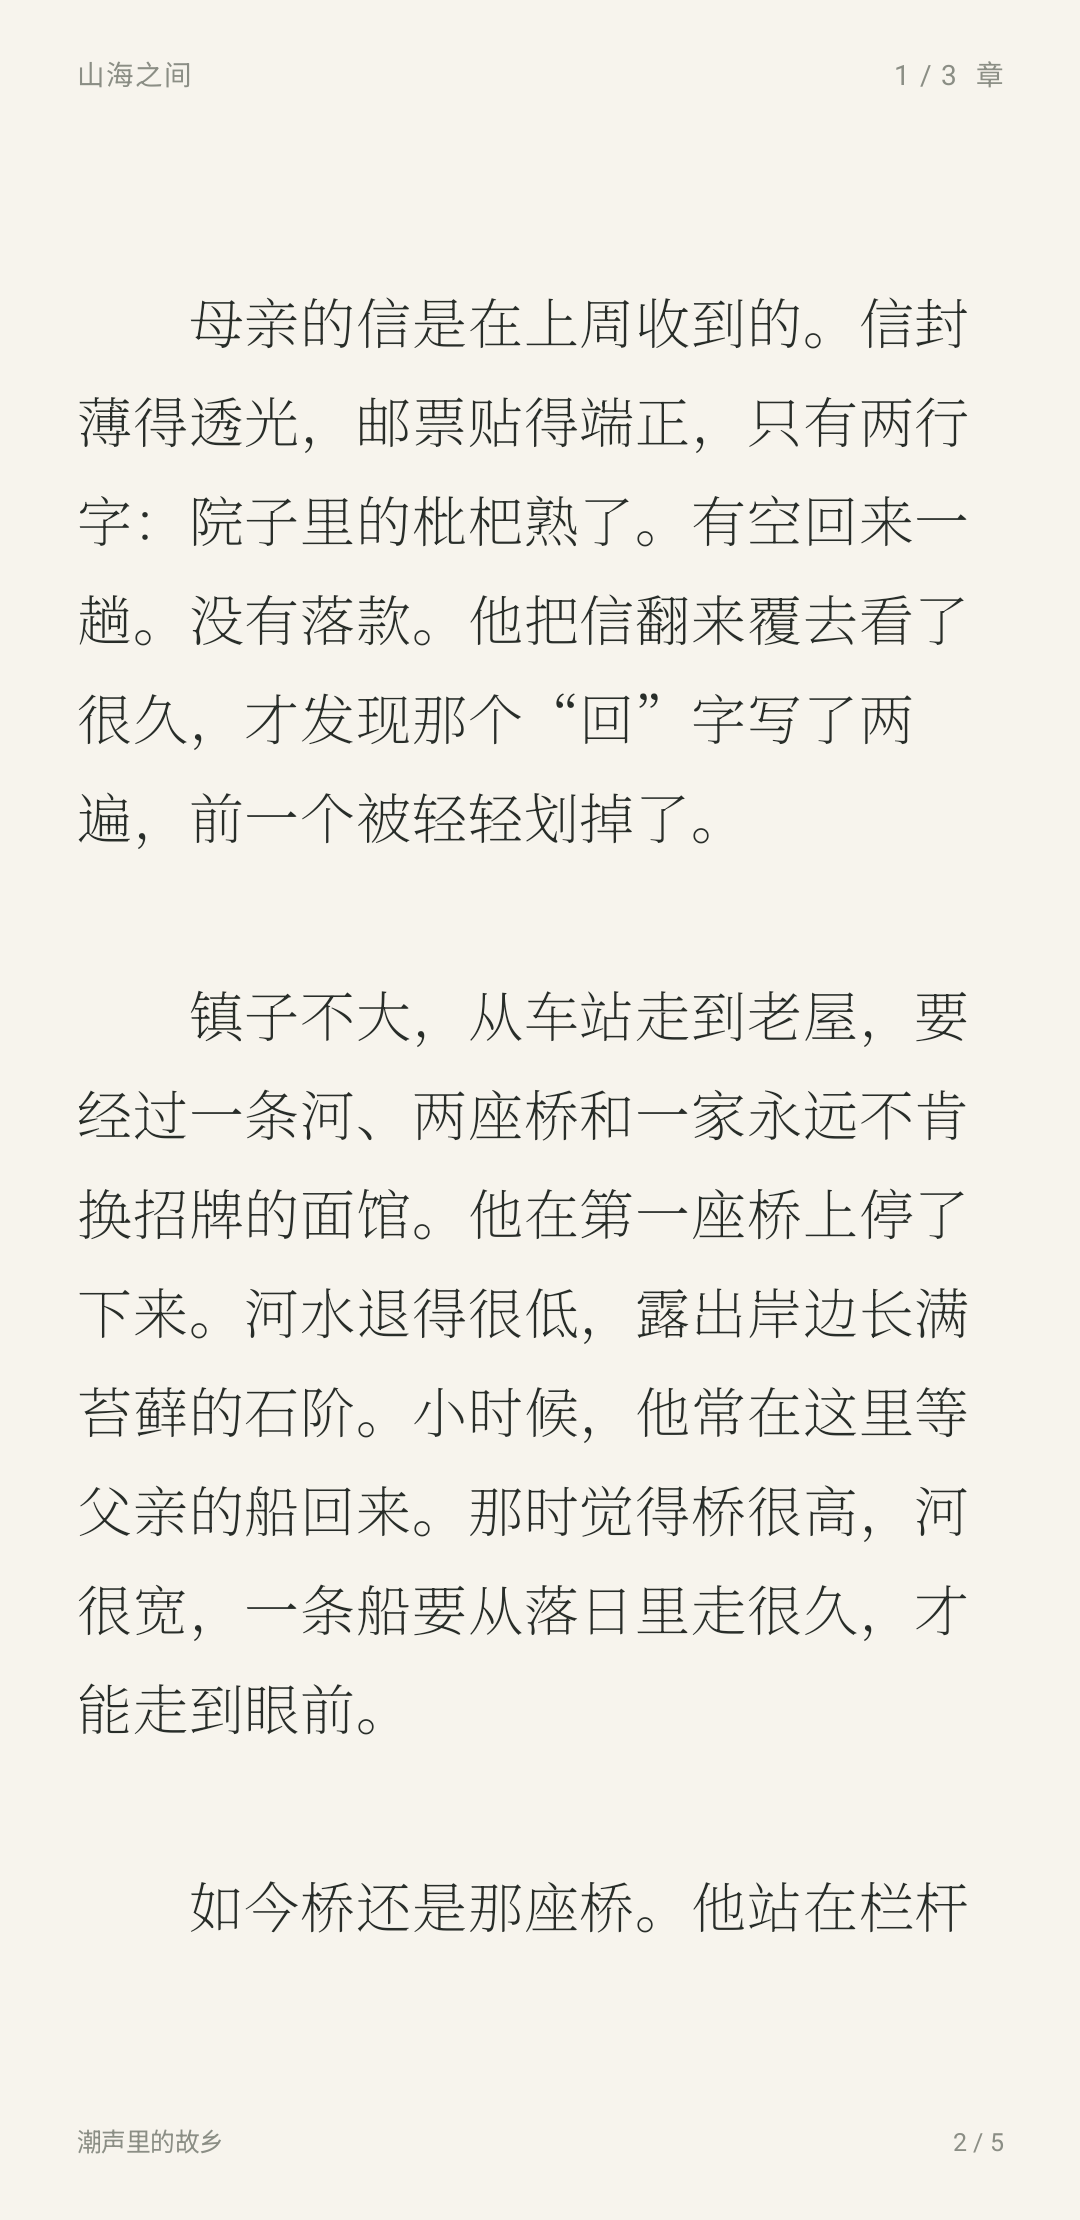 山海之间
1 / 3 章
母亲的信是在上周收到的。信封
薄得透光，邮票贴得端正，只有两行
字：院子里的枇杷熟了。有空回来一
趟。没有落款。他把信翻来覆去看了
很久，才发现那个“回”字写了两
遍，前一个被轻轻划掉了。
镇子不大，从车站走到老屋，要
经过一条河、两座桥和一家永远不肯
换招牌的面馆。他在第一座桥上停了
下来。河水退得很低，露出岸边长满
苔藓的石阶。小时候，他常在这里等
父亲的船回来。那时觉得桥很高，河
很宽，一条船要从落日里走很久，才
能走到眼前。
如今桥还是那座桥。他站在栏杆
潮声里的故乡
2 / 5